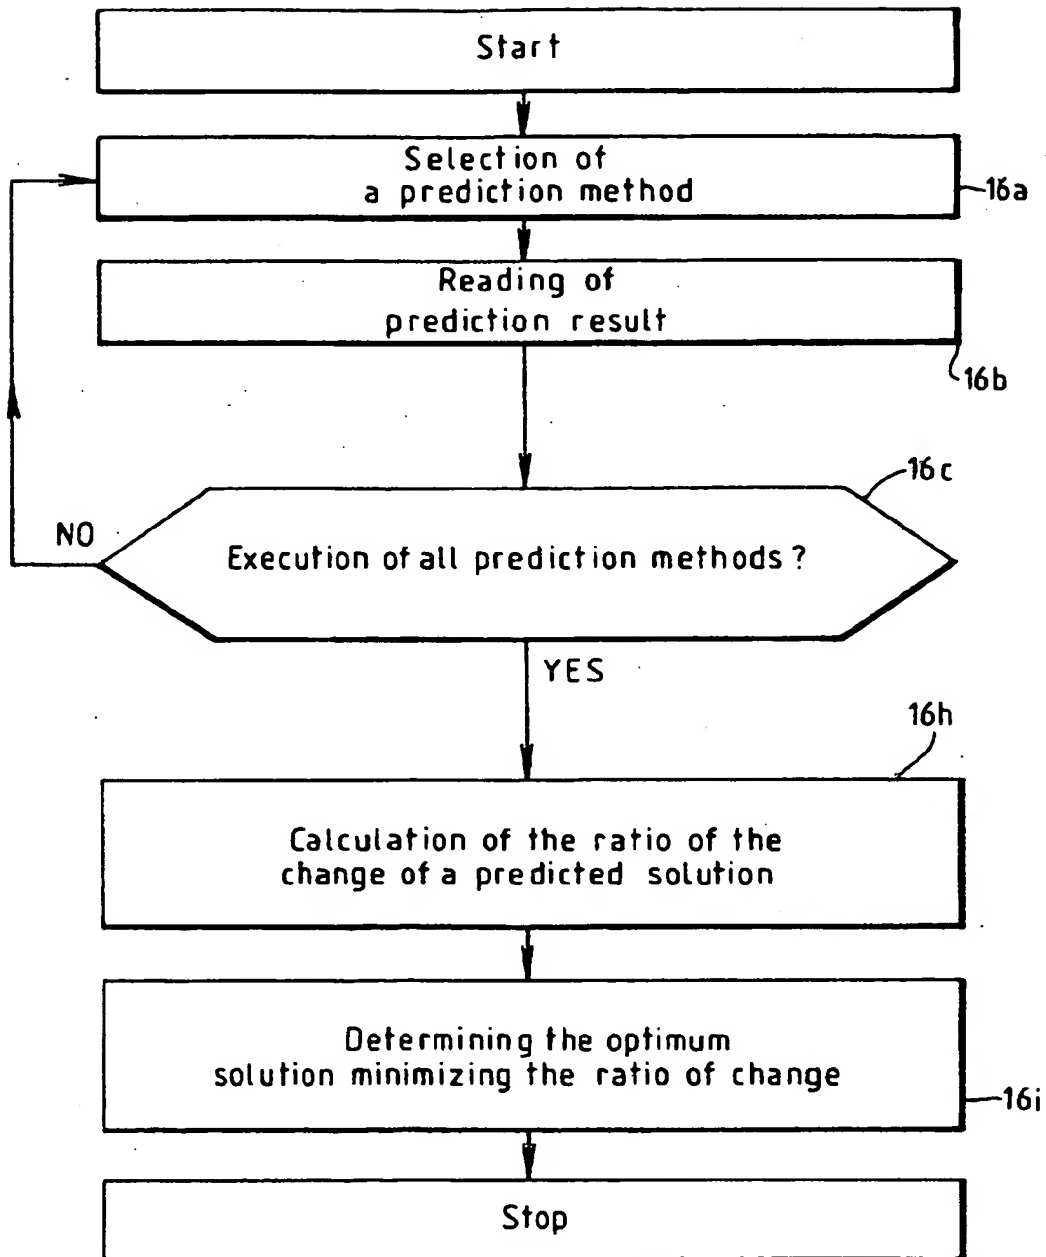 Start
Selection of
a prediction method
16a
Reading of
prediction result
16b
16c
NO
Execution of all prediction methods ?
YES
16h
Calculation of the ratio of the
change of a predicted solution
Determining the optimum
solution minimizing the ratio of change
16i
Stop